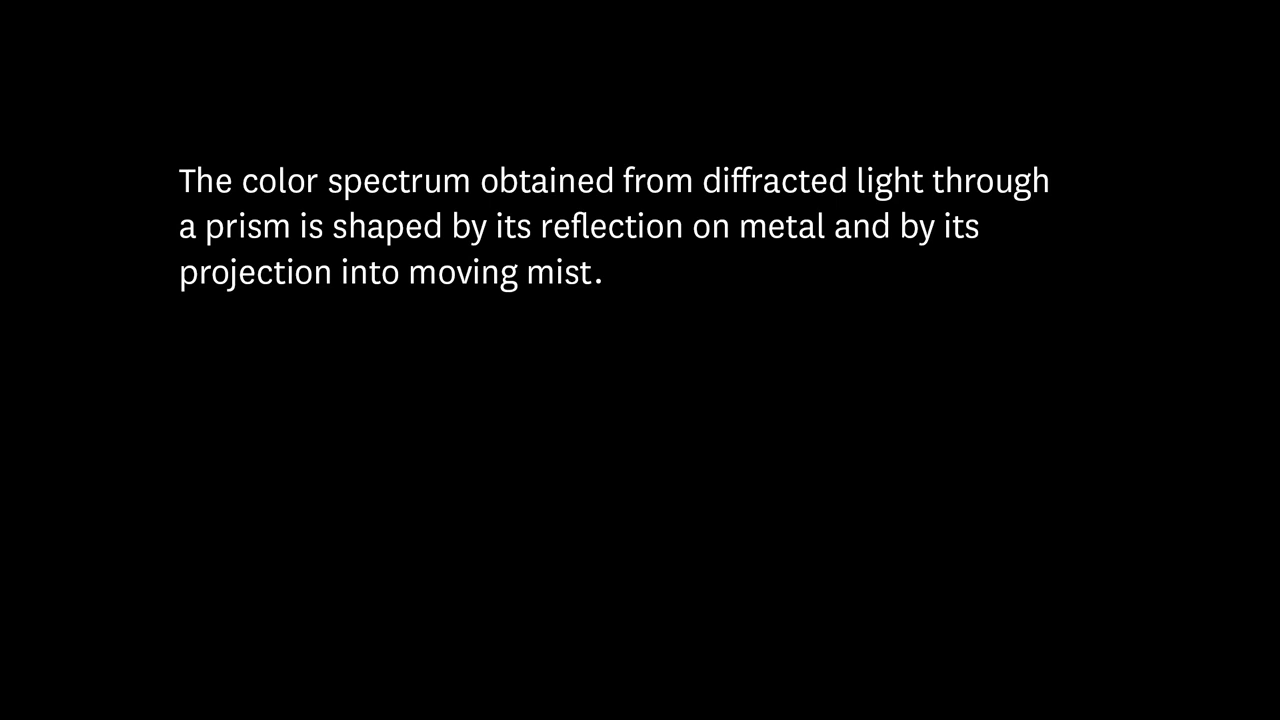 The color spectrum obtained from diffracted light through
a prism is shaped by its reflection on metal and by its
projection into moving mist.